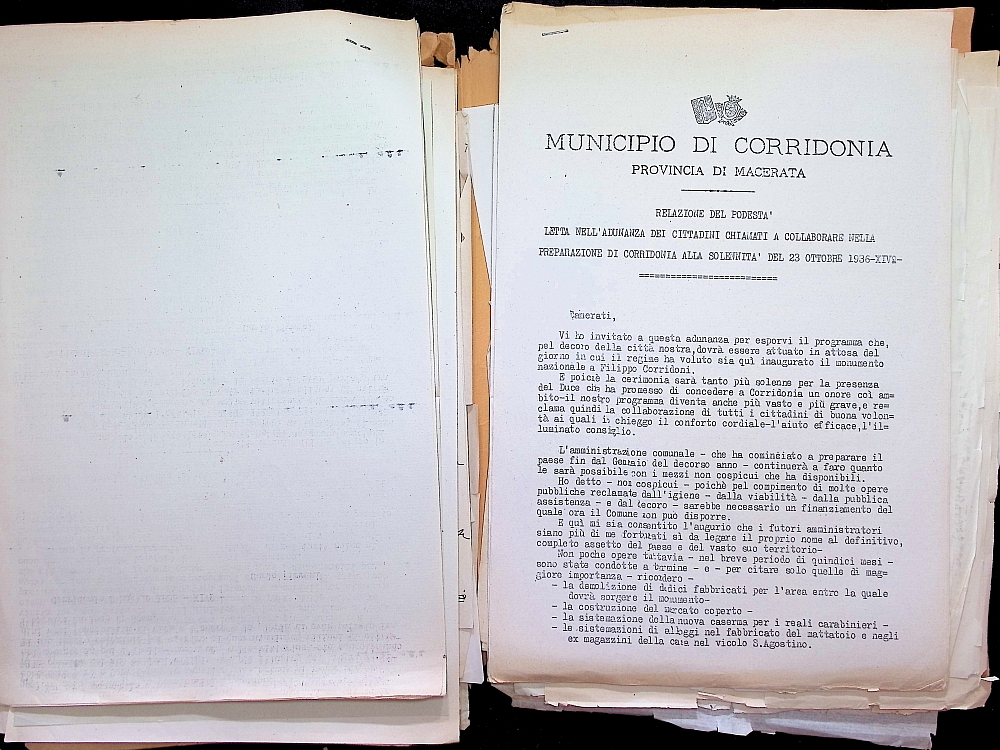 MUNICIPIO DI CORRIDONIA
PROVINCIA DI MACERATA
RELAZIONE DEL PODESTA'
LETTA NELL'ADUNANZA DEI CITTADINI CHIAMATI A COLLABORARE NELLA
PREPARAZIONE DI CORRIDONIA ALLA SOLENNITA' DEL 23 OTTOBRE 1936-XIV°-
=========================
Camerati,
Vi ho invitato a questa adunanza per esporvi il programma che,
pel decoro della città nostra,dovrà essere attuato in attesa del
giorno in cui il regime ha voluto sia quì inaugurato il monumento
nazionale a Filippo Corridoni.
E poichè la cerimonia sarà tanto più solenne per la presenza
del Duce che ha promesso di concedere a Corridonia un onore così am=
bito-il nostro programma diventa anche più vasto e più grave,e re=
clama quindi la collaborazione di tutti i cittadini di buona volon=
tà ai quali io chieggo il conforto cordiale-l'aiuto efficace,l'il=
luminato consiglio.
L'amministrazione comunale - che ha cominciato a preparare il
paese fin dal Gennaio del decorso anno - continuerà a fare quanto
le sarà possibile con i mezzi non cospicui che ha disponibili.
Ho detto - non cospicui - poichè pel compimento di molte opere
pubbliche reclamate dall'igiene - dalla viabilità - dalla pubblica
assistenza - e dal decoro - sarebbe necessario un finanziamento del
quale ora il Comune non può disporre.
E quì mi sia consentito l'augurio che i futuri amministratori
siano più di me fortunati sì da legare il proprio nome al definitivo,
completo assetto del paese e del vasto suo territorio-
Non poche opere tuttavia - nel breve periodo di quindici mesi -
sono state condotte a termine - e - per citare solo quelle di mag=
giore importanza - ricordero -
- la demolizione di dodici fabbricati per l'area entro la quale
dovrà sorgere il monumento-
- la costruzione del mercato coperto -
- la sistemazione della nuova caserma per i reali carabinieri -
- le sistemazioni di alloggi nel fabbricato del mattatoio e negli
ex magazzini della case nel vicolo S.Agostino.